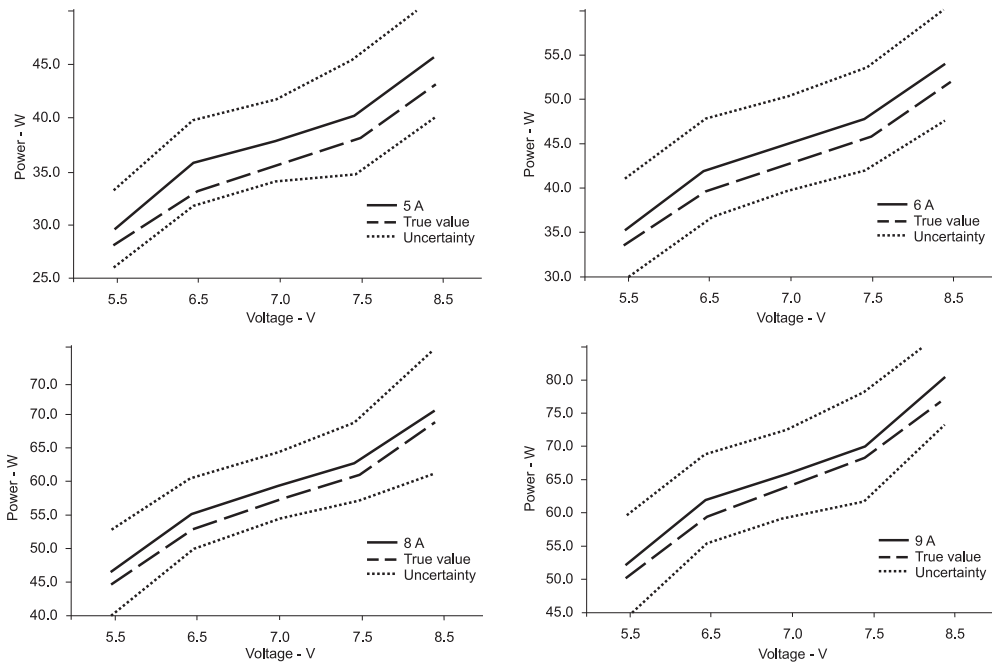 Power - W
45.0
40.0
35.0
30.0
25.0
5.5 6.5 7.0 7.5 8.5
Voltage - V
5 A
True value
Uncertainty
Power - W
55.0
50.0
45.0
40.0
35.0
30.0
5.5 6.5 7.0 7.5 8.5
Voltage - V
6 A
True value
Uncertainty
Power - W
70.0
70.0
65.0
60.0
55.0
50.0
45.0
40.0
5.5 6.5 7.0 7.5 8.5
Voltage - V
8 A
True value
Uncertainty
Power - W
80.0
75.0
70.0
65.0
60.0
55.0
50.0
45.0
5.5 6.5 7.0 7.5 8.5
Voltage - V
9 A
True value
Uncertainty